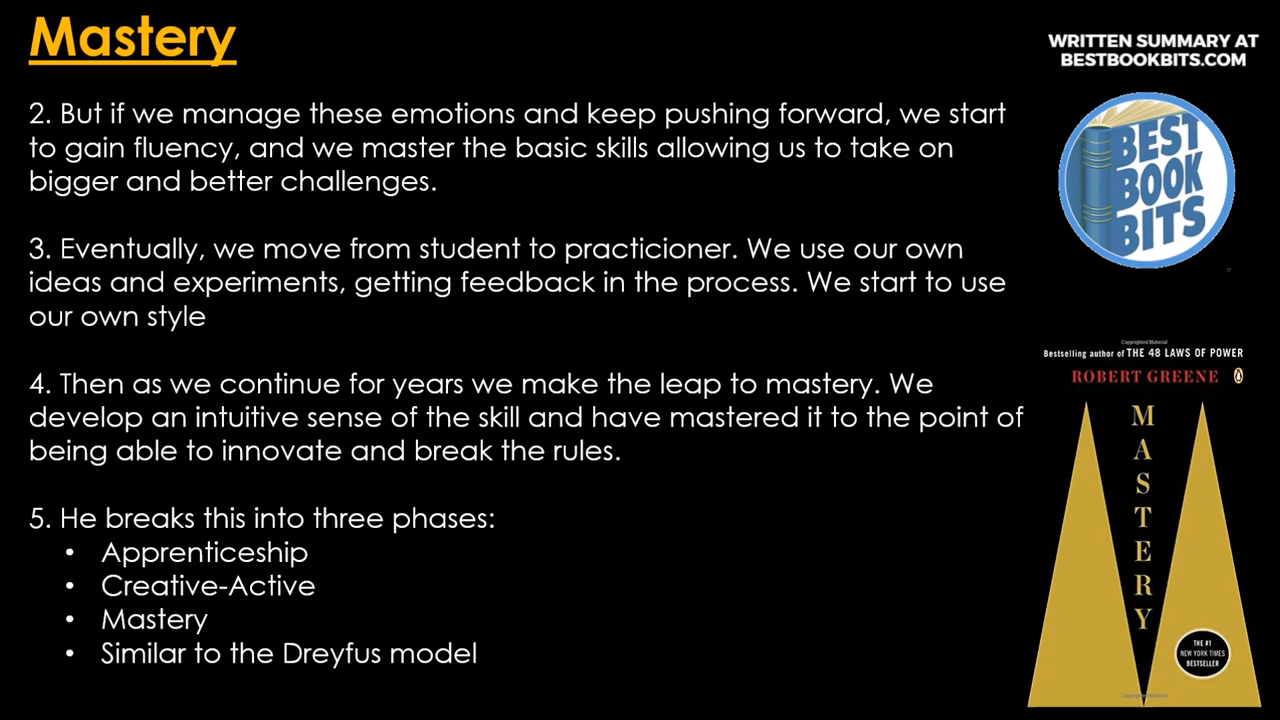 Mastery
WRITTEN SUMMARY AT
BESTBOOKBITS.COM
2. But if we manage these emotions and keep pushing forward, we start
to gain fluency, and we master the basic skills allowing us to take on
bigger and better challenges.
3. Eventually, we move from student to practicioner. We use our own
ideas and experiments, getting feedback in the process. We start to use
our own style
4. Then as we continue for years we make the leap to mastery. We
develop an intuitive sense of the skill and have mastered it to the point of
being able to innovate and break the rules.
5. He breaks this into three phases:
• Apprenticeship
• Creative-Active
• Mastery
• Similar to the Dreyfus model
BEST
BOOK
BITS
Copyrighted Material
Bestselling author of THE 48 LAWS OF POWER
ROBERT GREENE
M
A
S
T
E
R
Y
THE #1
NEW YORK TIMES
BESTSELLER
Copyrighted Material